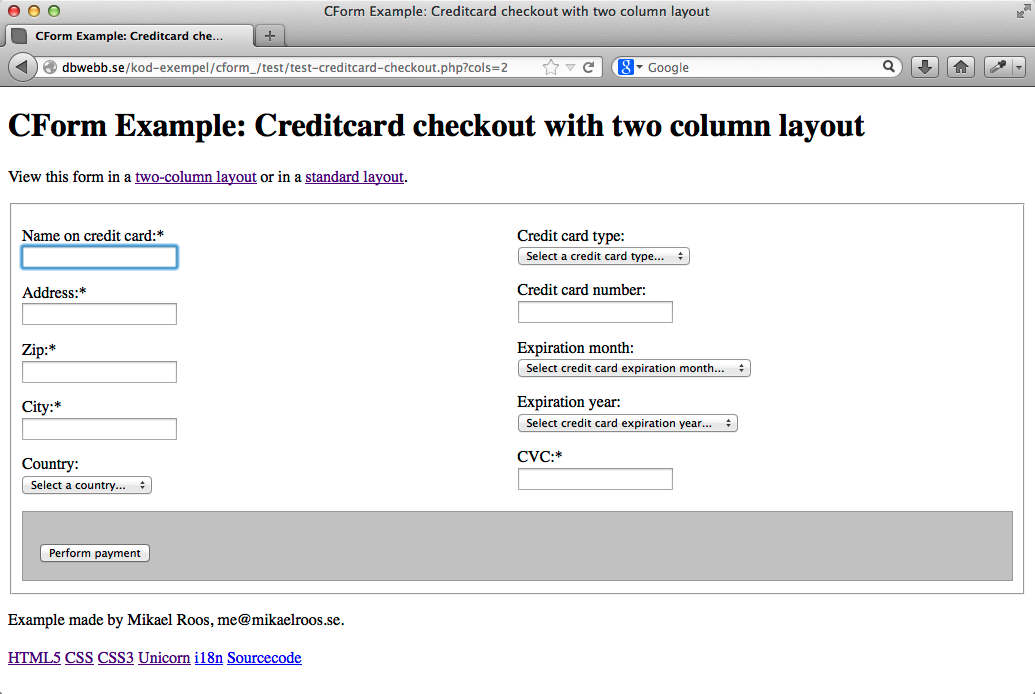 CForm Example: Creditcard checkout with two column layout
CForm Example: Creditcard che...
dbwebb.se/kod-exempel/cform_/test/test-creditcard-checkout.php?cols=2
8 Google
CForm Example: Creditcard checkout with two column layout
View this form in a two-column layout or in a standard layout.
Name on credit card:*
Address:*
Zip:*
City:*
Country:
Select a country...
Credit card type:
Select a credit card type...
Credit card number:
Expiration month:
Select credit card expiration month...
Expiration year:
Select credit card expiration year...
CVC:*
Perform payment
Example made by Mikael Roos, me@mikaelroos.se.
HTML5 CSS CSS3 Unicorn i18n Sourcecode